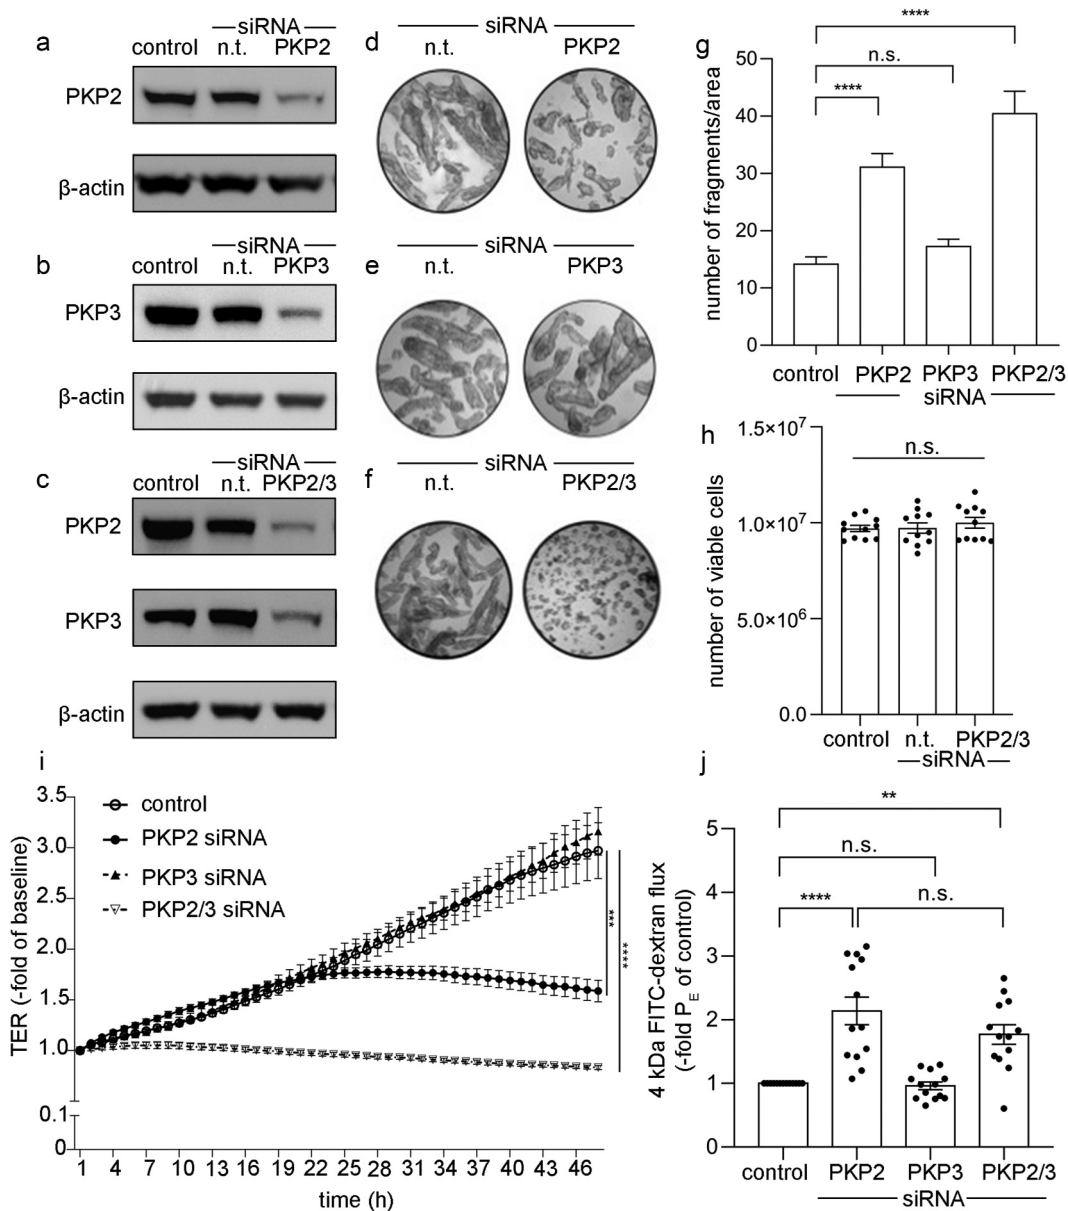 a
siRNA
control n.t. PKP2
PKP2
β-actin
b
siRNA
control n.t. PKP3
PKP3
β-actin
c
siRNA
control n.t. PKP2/3
PKP2
PKP3
β-actin
d
siRNA
n.t. PKP2
e
siRNA
n.t. PKP3
f
siRNA
n.t. PKP2/3
g
****
n.s.
****
number of fragments/area
50
40
30
20
10
0
control PKP2 PKP3 PKP2/3
siRNA
h
n.s.
number of viable cells
1.5×10⁷
1.0×10⁷
5.0×10⁶
0.0
control n.t. PKP2/3
siRNA
i
control
PKP2 siRNA
PKP3 siRNA
PKP2/3 siRNA
TER (-fold of baseline)
3.5
3.0
2.5
2.0
1.5
1.0
0.1
0
***
****
1 4 7 10 13 16 19 22 25 28 31 34 37 40 43 46
time (h)
j
**
n.s.
****
n.s.
4 kDa FITC-dextran flux
(-fold P_E of control)
5
4
3
2
1
0
control PKP2 PKP3 PKP2/3
siRNA